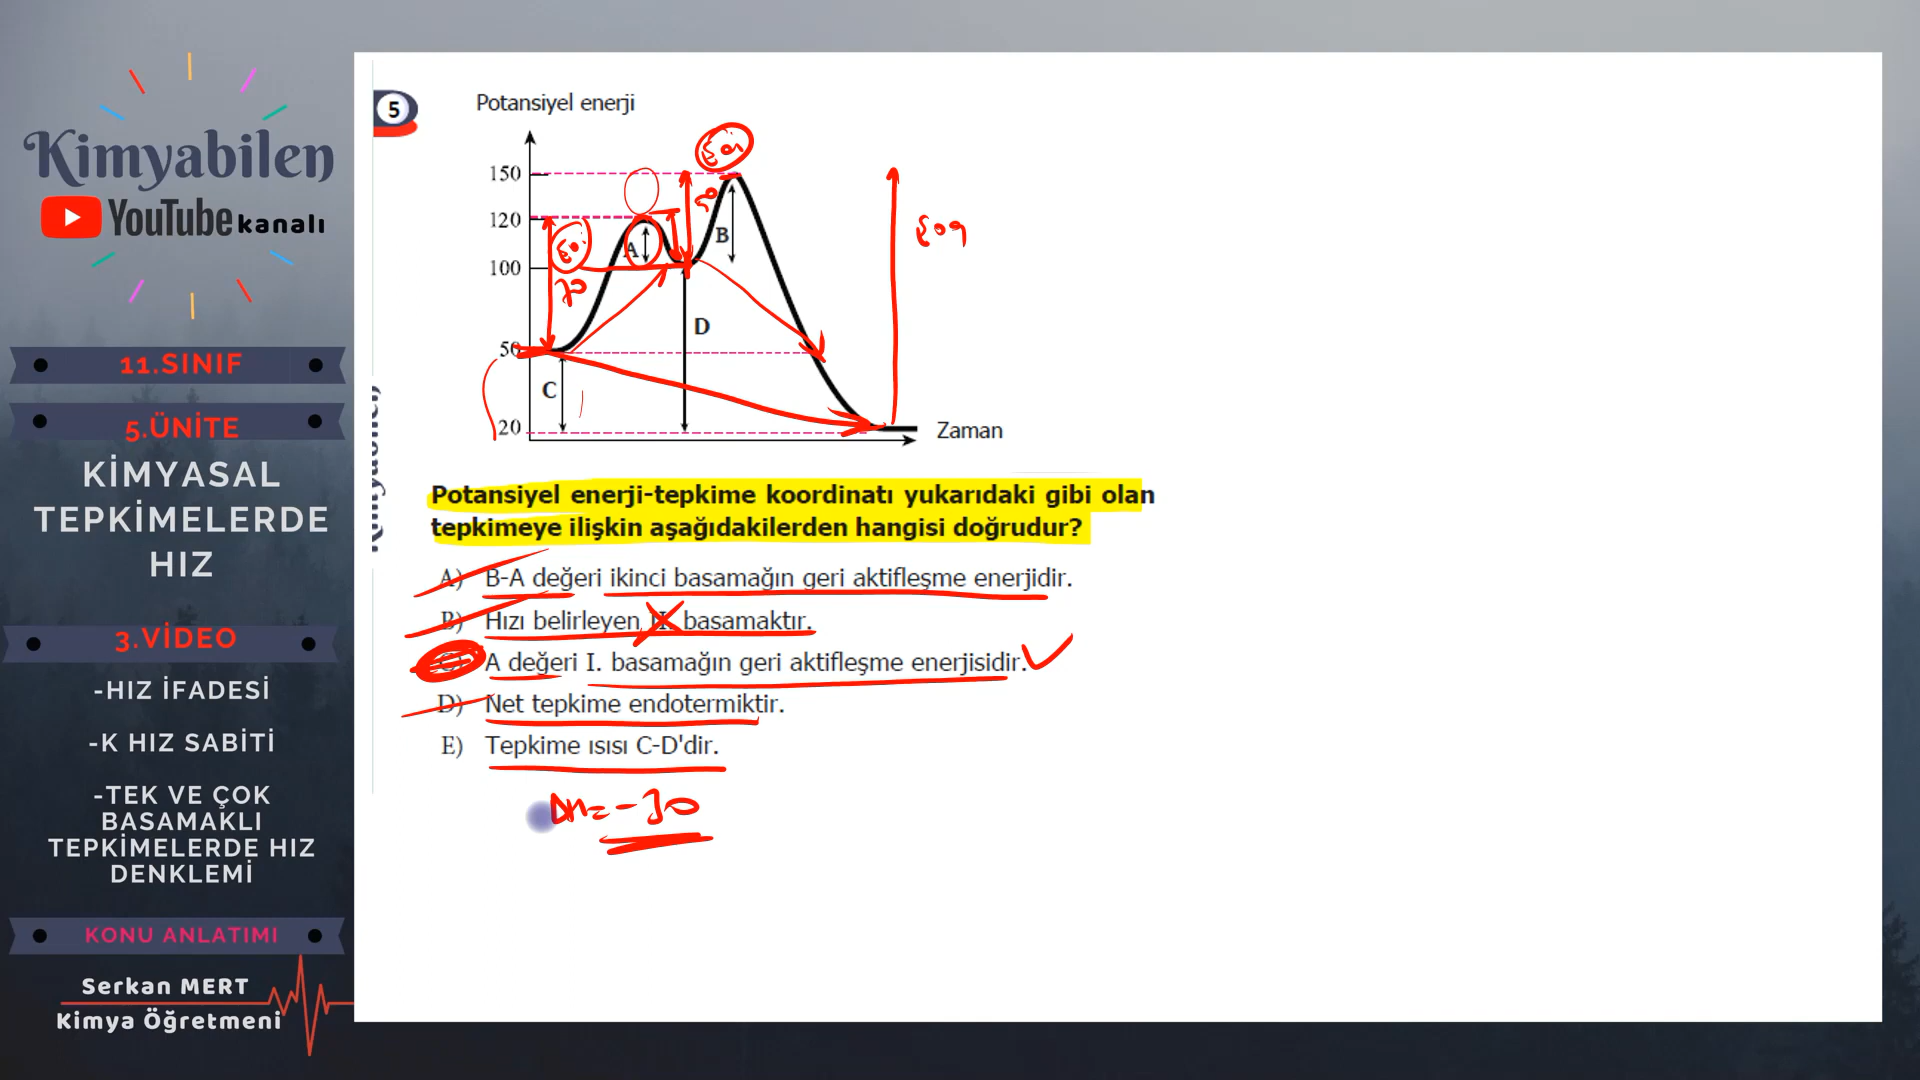 Kimyabilen
YouTube kanalı
11.SINIF
5.ÜNİTE
KİMYASAL
TEPKİMELERDE
HIZ
3.VİDEO
-HIZ İFADESİ
-K HIZ SABİTİ
-TEK VE ÇOK
BASAMAKLI
TEPKİMELERDE HIZ
DENKLEMİ
KONU ANLATIMI
Serkan MERT
Kimya Öğretmeni
5
Potansiyel enerji
150
120
100
50
20
A
B
C
D
70
50
Zaman
Potansiyel enerji-tepkime koordinatı yukarıdaki gibi olan
tepkimeye ilişkin aşağıdakilerden hangisi doğrudur?
A) B-A değeri ikinci basamağın geri aktifleşme enerjidir.
B) Hızı belirleyen basamaktır.
C) A değeri I. basamağın geri aktifleşme enerjisidir.
D) Net tepkime endotermiktir.
E) Tepkime ısısı C-D'dir.
ΔH=-30